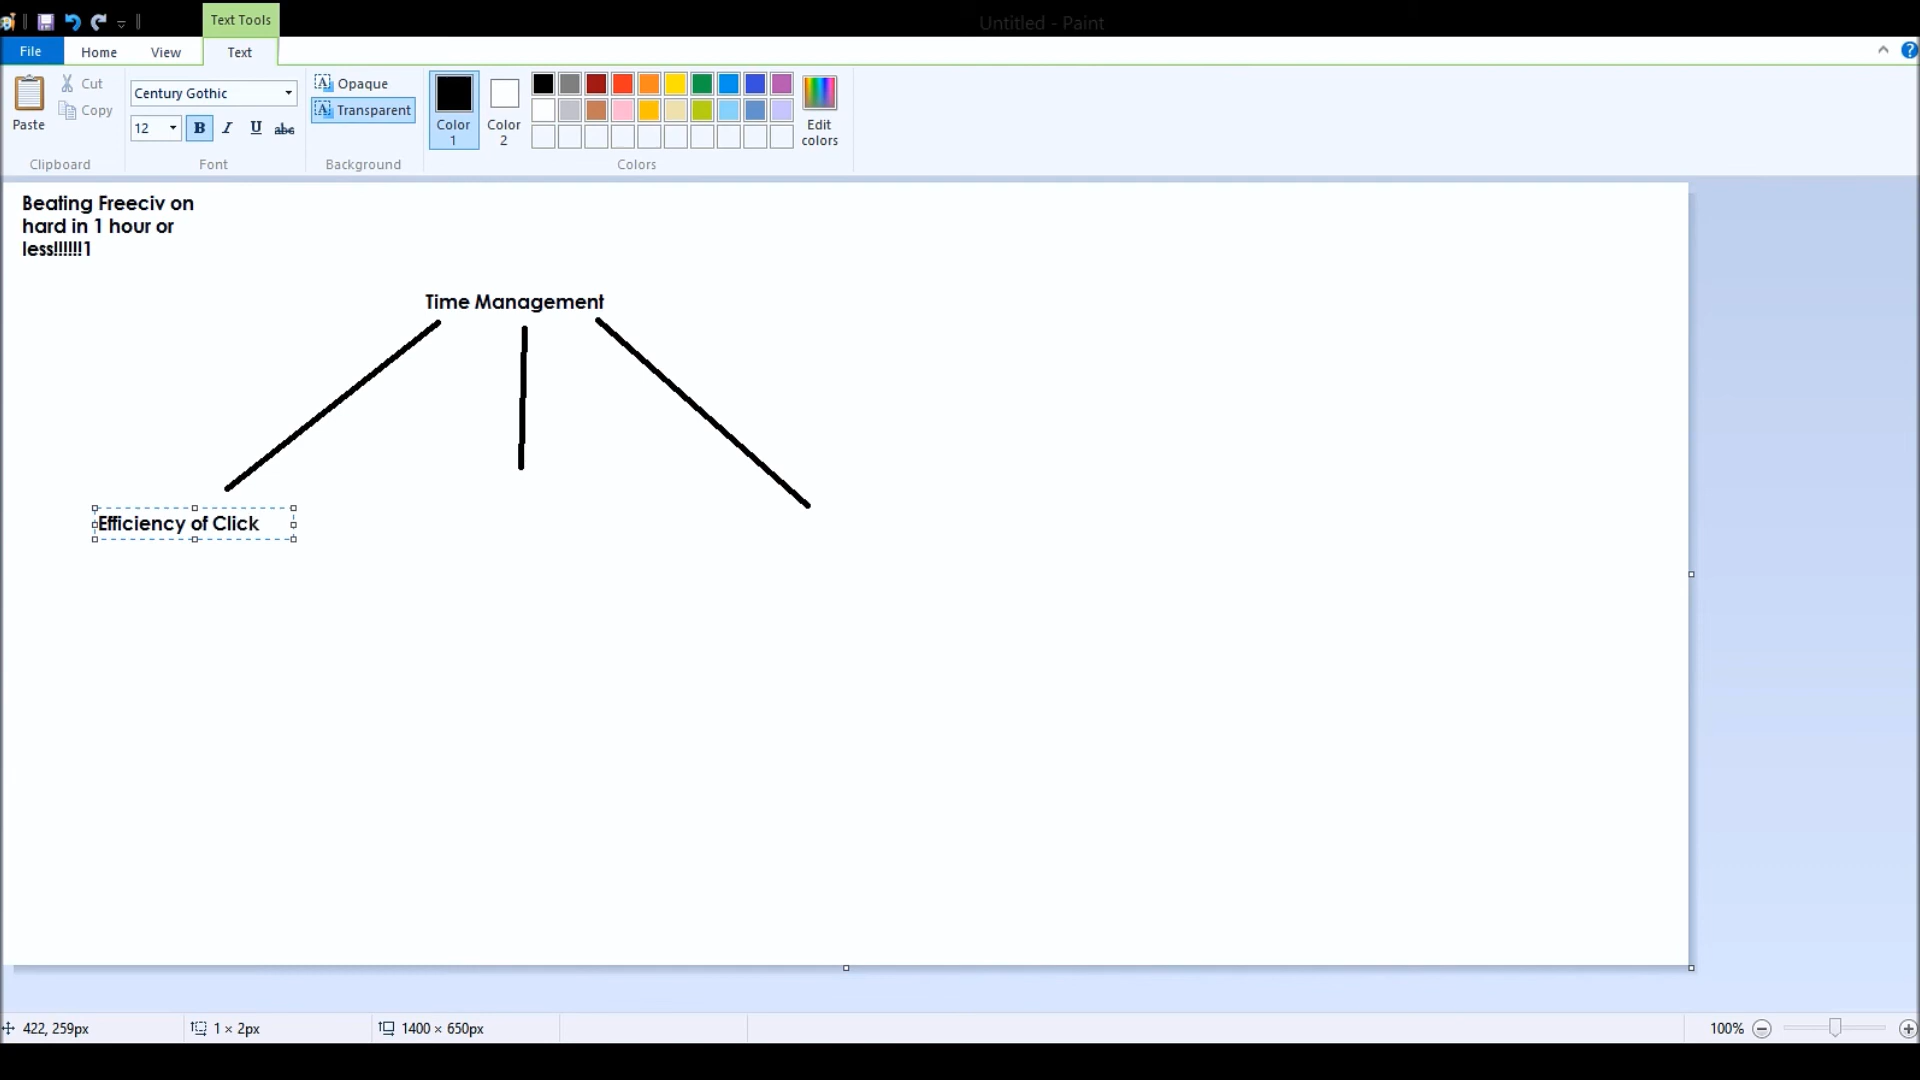 Text Tools
Untitled - Paint
File Home View Text
Cut
Copy
Paste
Clipboard
Century Gothic
12 B I U abc
Font
Opaque
Transparent
Background
Color 1
Color 2
Edit colors
Colors
Beating Freeciv on
hard in 1 hour or
less!!!!!!1
Time Management
Efficiency of Click
422, 259px
1 × 2px
1400 × 650px
100%